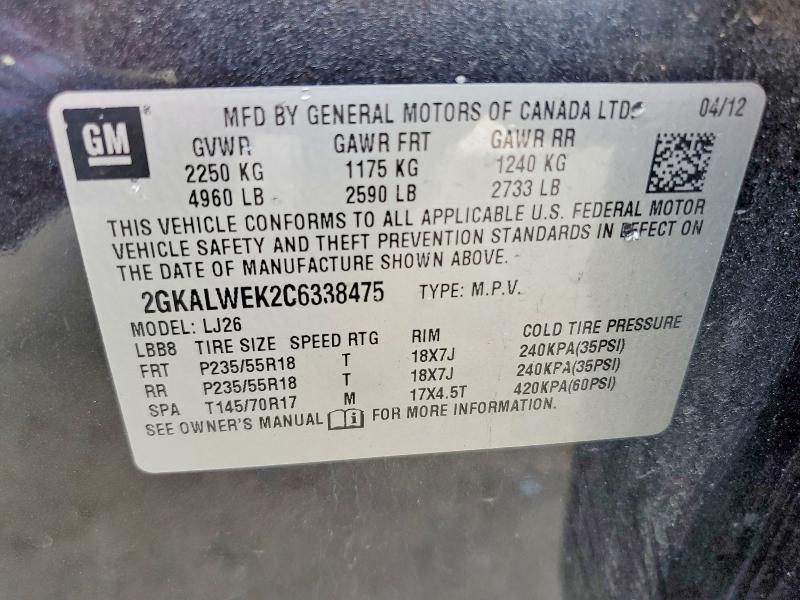 GM ® MFD BY GENERAL MOTORS OF CANADA LTD. 04/12
GVWR GAWR FRT GAWR RR
2250 KG 1175 KG 1240 KG
4960 LB 2590 LB 2733 LB
THIS VEHICLE CONFORMS TO ALL APPLICABLE U.S. FEDERAL MOTOR
VEHICLE SAFETY AND THEFT PREVENTION STANDARDS IN EFFECT ON
THE DATE OF MANUFACTURE SHOWN ABOVE.
2GKALWEK2C6338475 TYPE: M.P.V.
MODEL: LJ26
LBB8 TIRE SIZE SPEED RTG RIM COLD TIRE PRESSURE
FRT P235/55R18 T 18X7J 240KPA(35PSI)
RR P235/55R18 T 18X7J 240KPA(35PSI)
SPA T145/70R17 M 17X4.5T 420KPA(60PSI)
SEE OWNER'S MANUAL i FOR MORE INFORMATION.